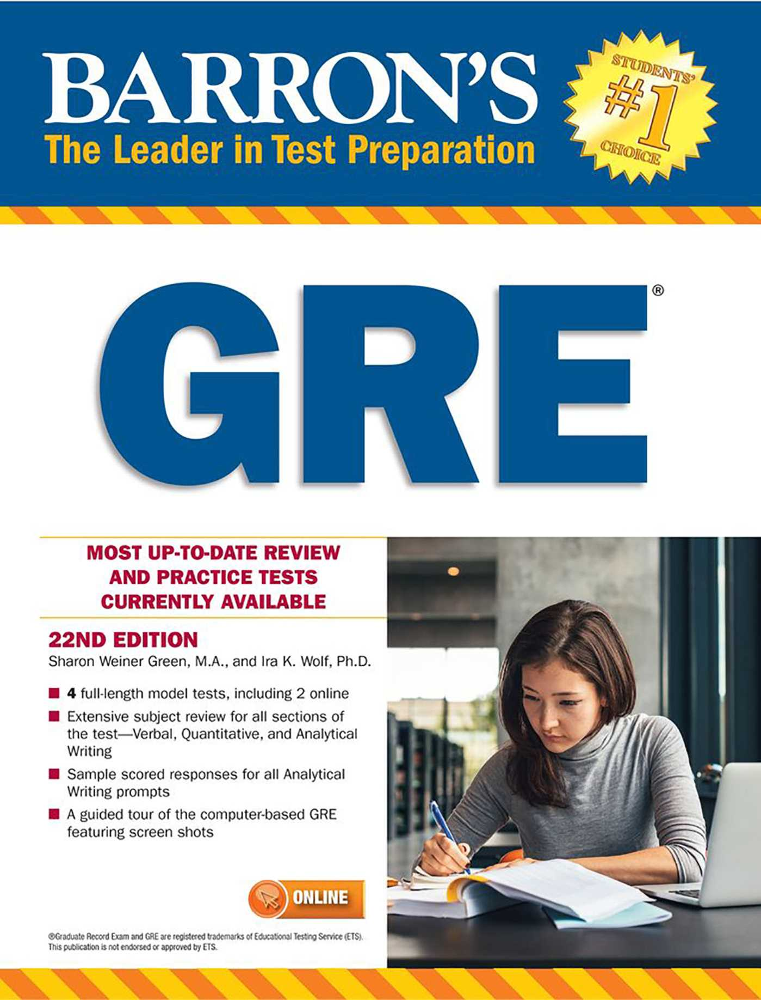 BARRON'S
The Leader in Test Preparation
STUDENTS'
#1
CHOICE
GRE®
MOST UP-TO-DATE REVIEW
AND PRACTICE TESTS
CURRENTLY AVAILABLE
22ND EDITION
Sharon Weiner Green, M.A., and Ira K. Wolf, Ph.D.
■ 4 full-length model tests, including 2 online
■ Extensive subject review for all sections of
the test—Verbal, Quantitative, and Analytical
Writing
■ Sample scored responses for all Analytical
Writing prompts
■ A guided tour of the computer-based GRE
featuring screen shots
ONLINE
®Graduate Record Exam and GRE are registered trademarks of Educational Testing Service (ETS).
This publication is not endorsed or approved by ETS.